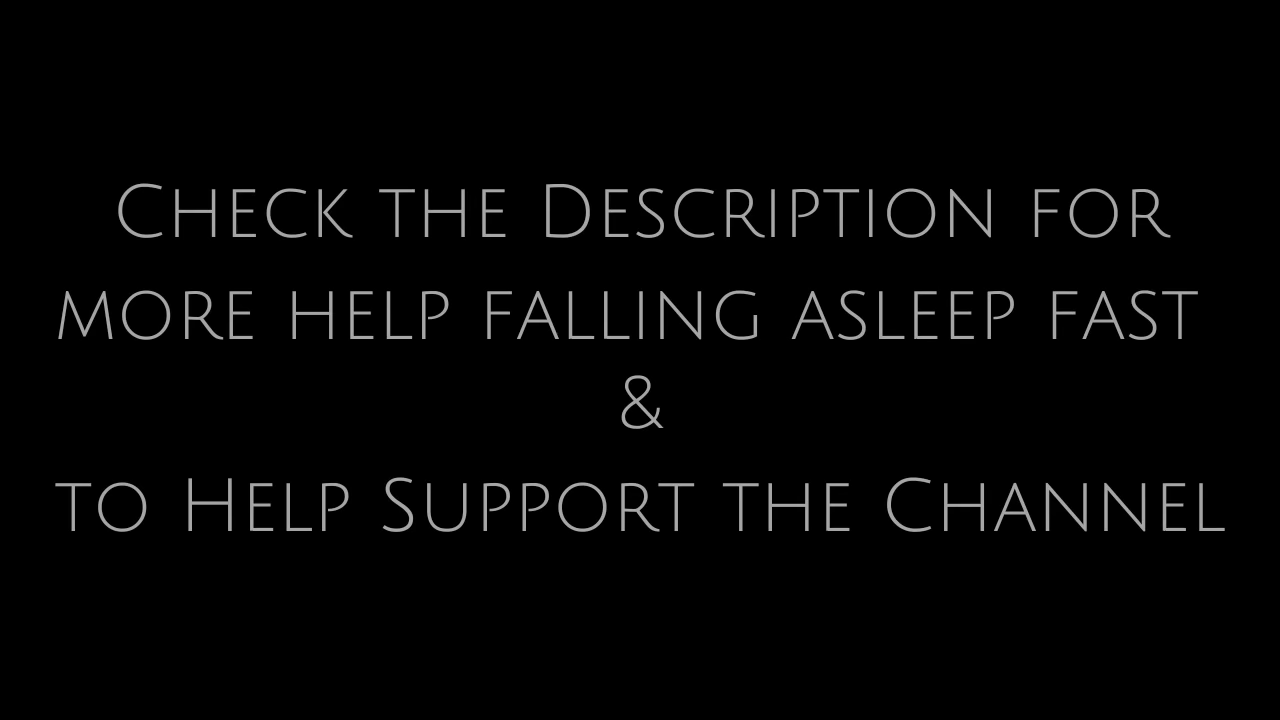 Check the Description for
more help falling asleep fast
&
to Help Support the Channel